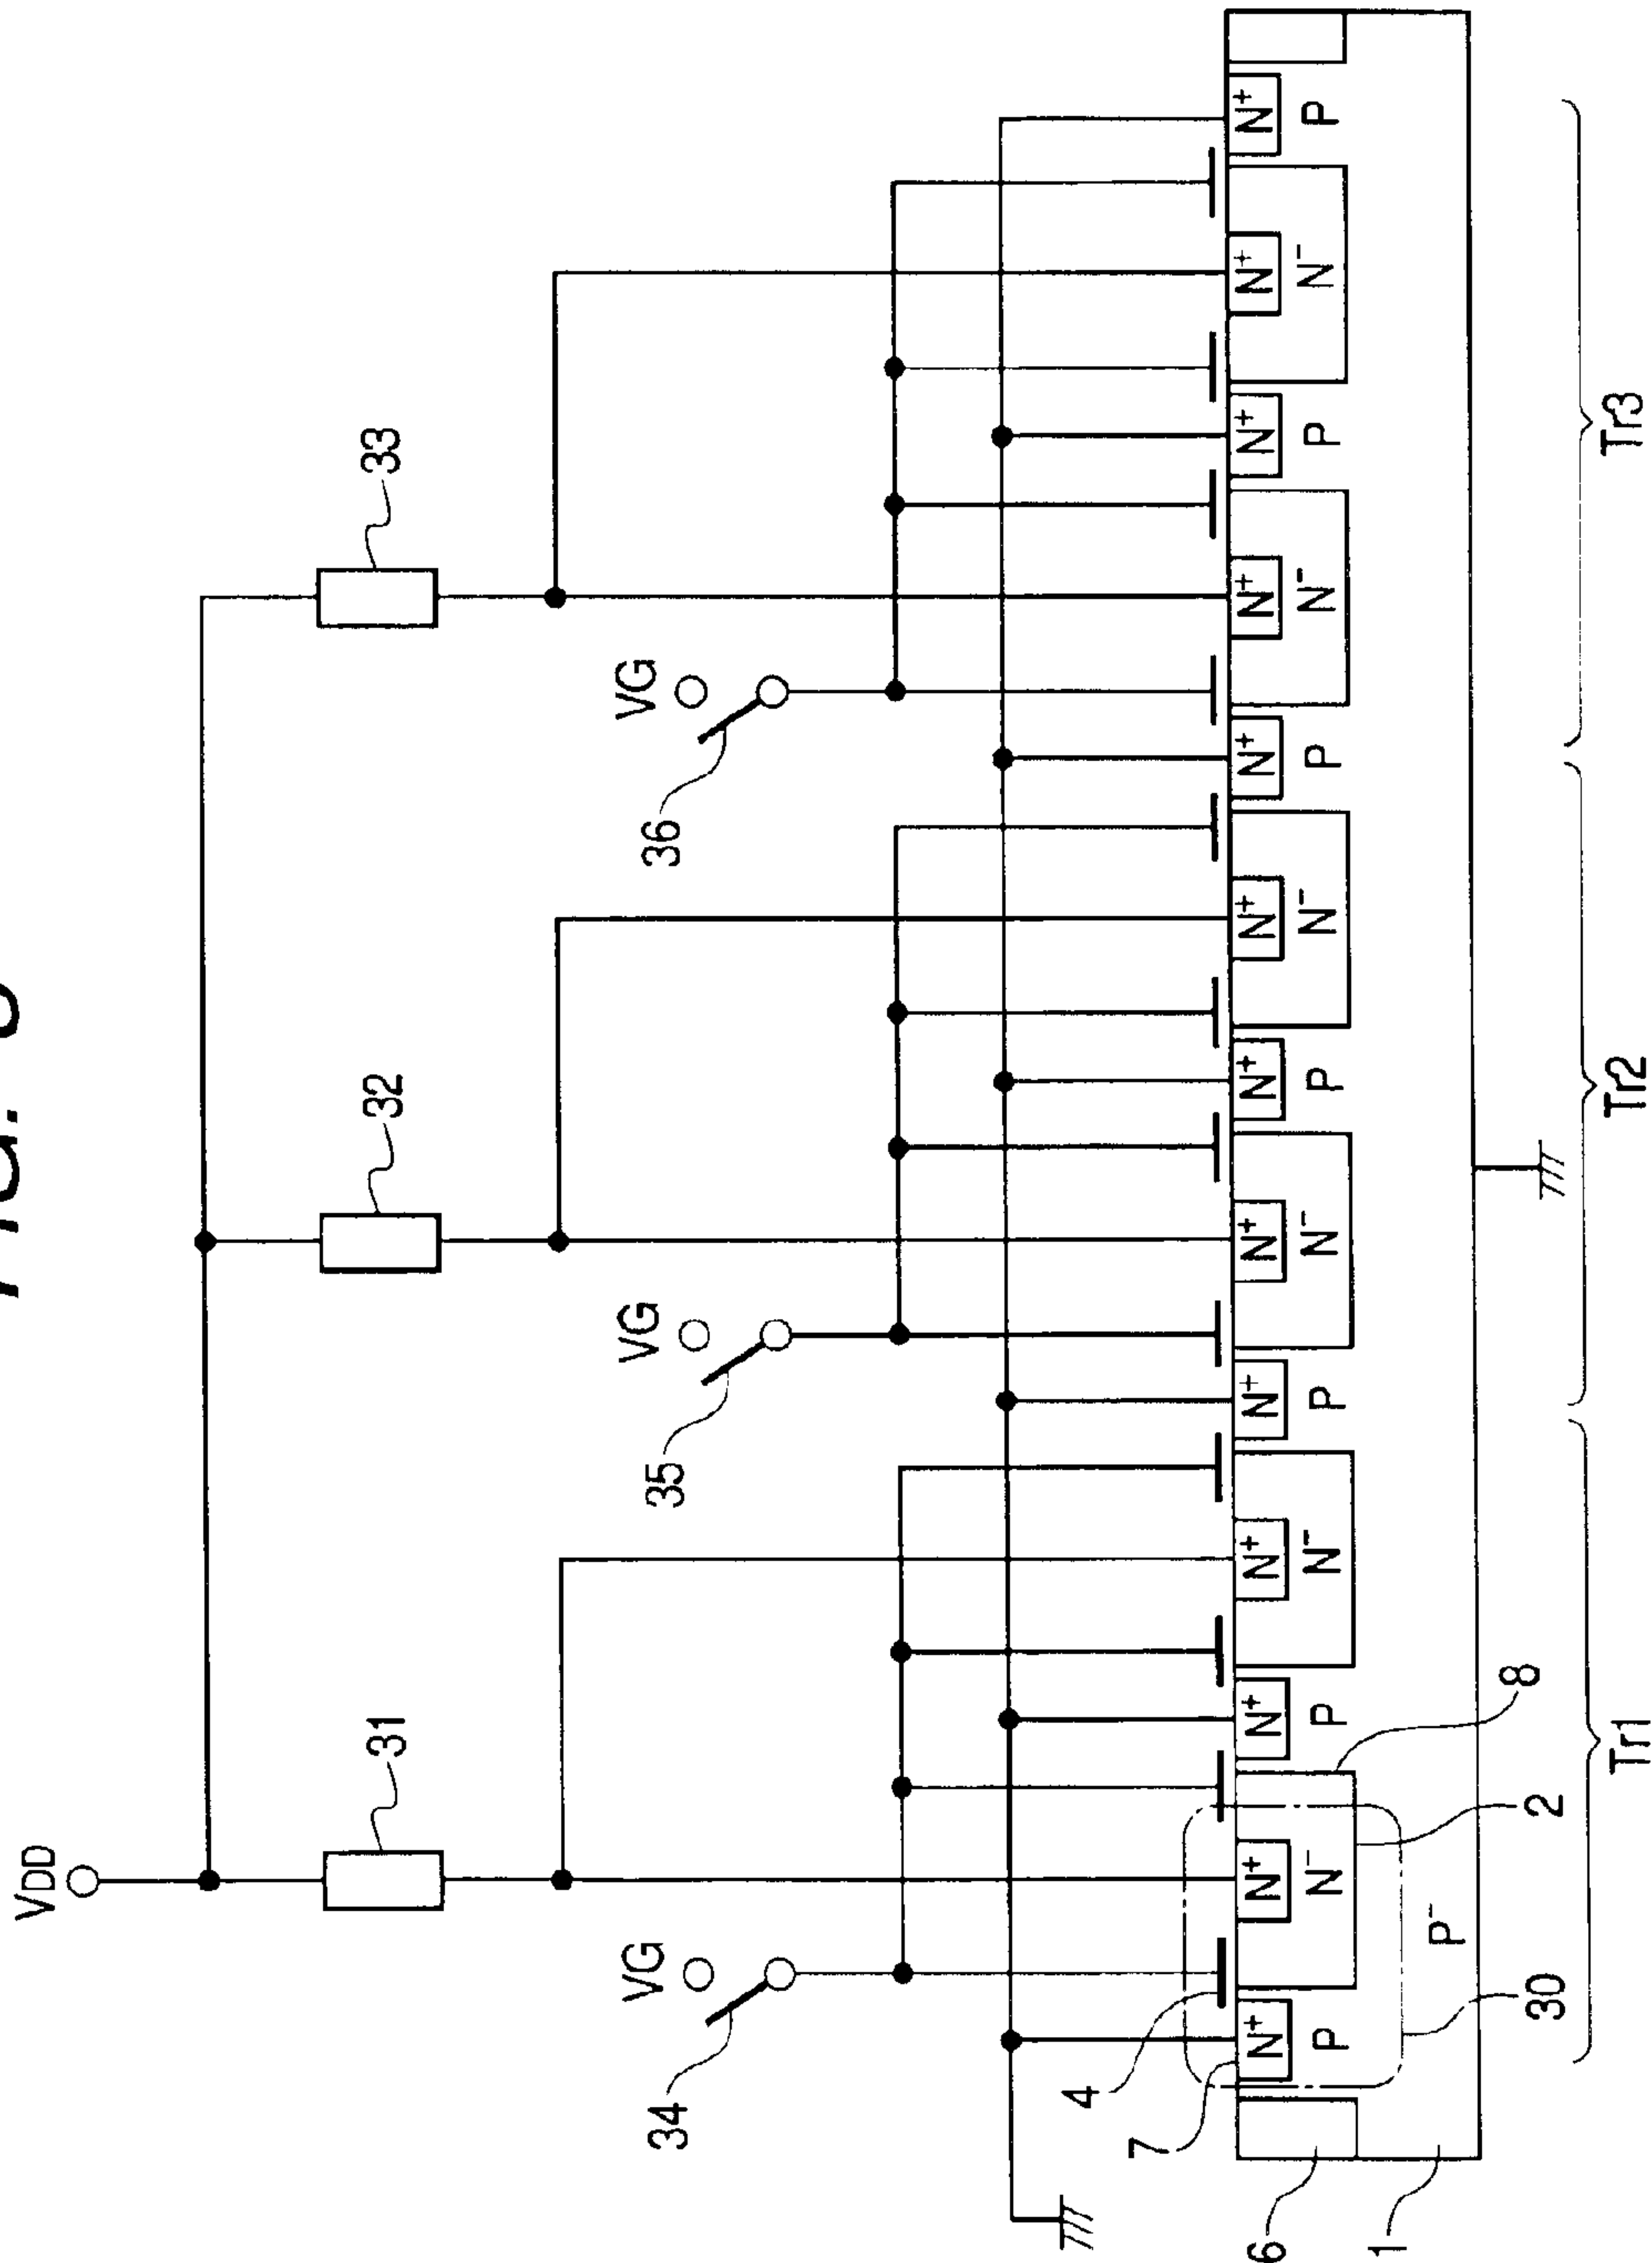 FIG.
VDD
31
32
33
VG
VG
VG
34
35
36
4
7
N+
N+
N+
N+
N+
N+
N+
N+
N+
N+
N+
N+
N+
P
N-
P
N-
P
N-
P
N-
P
N-
P
N-
P
P-
8
2
30
6
1
Tr1
Tr2
Tr3